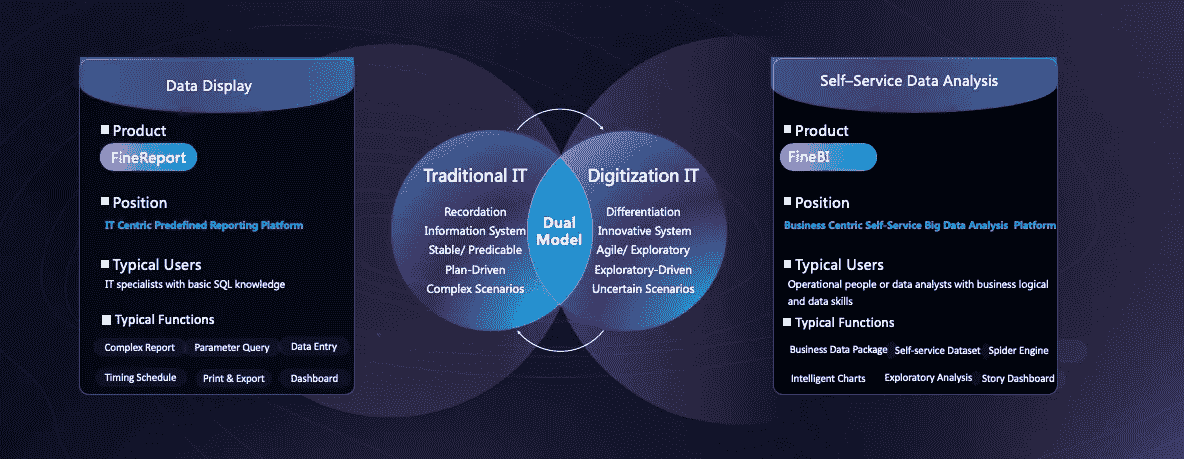 Data Display
Product
FineReport
Position
IT Centric Predefined Reporting Platform
Typical Users
IT specialists with basic SQL knowledge
Typical Functions
Complex Report Parameter Query Data Entry
Timing Schedule Print & Export Dashboard
Traditional IT
Recordation
Information System
Stable/ Predicable
Plan-Driven
Complex Scenarios
Dual
Model
Digitization IT
Differentiation
Innovative System
Agile/ Exploratory
Exploratory-Driven
Uncertain Scenarios
Self-Service Data Analysis
Product
FineBI
Position
Business Centric Self-Service Big Data Analysis Platform
Typical Users
Operational people or data analysts with business logical
and data skills
Typical Functions
Business Data Package Self-service Dataset Spider Engine
Intelligent Charts Exploratory Analysis Story Dashboard